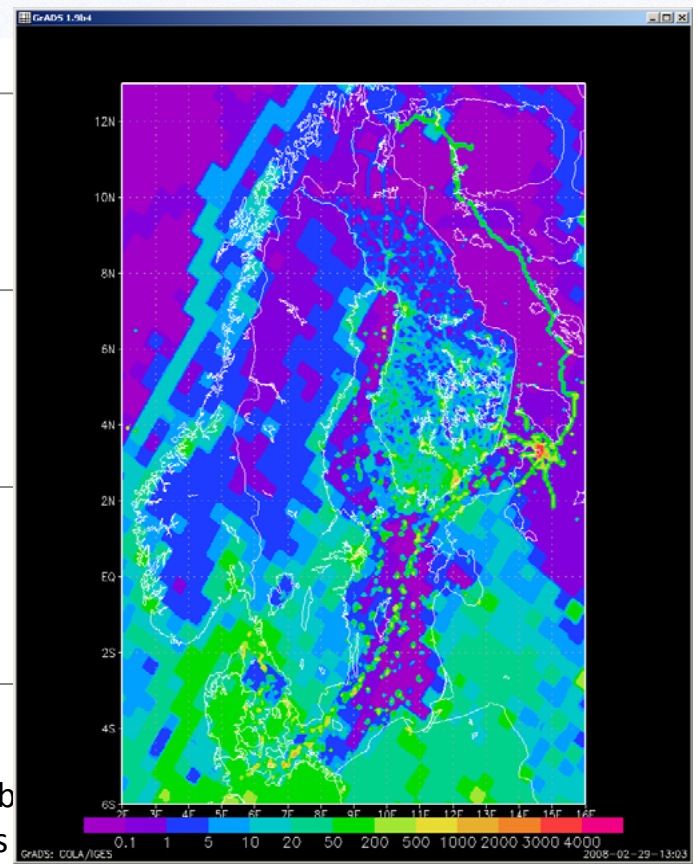 GrADS 1.9b4
12N
10N
8N
6N
4N
2N
EQ
2S
4S
6S
2E 3E 4E 5E 6E 7E 8E 9E 10E 11E 12E 13E 14E 15E 16E
0.1 1 5 10 20 50 200 500 1000 2000 3000 4000
GrADS: COLA/IGES
2008-02-29-13:03
b
s